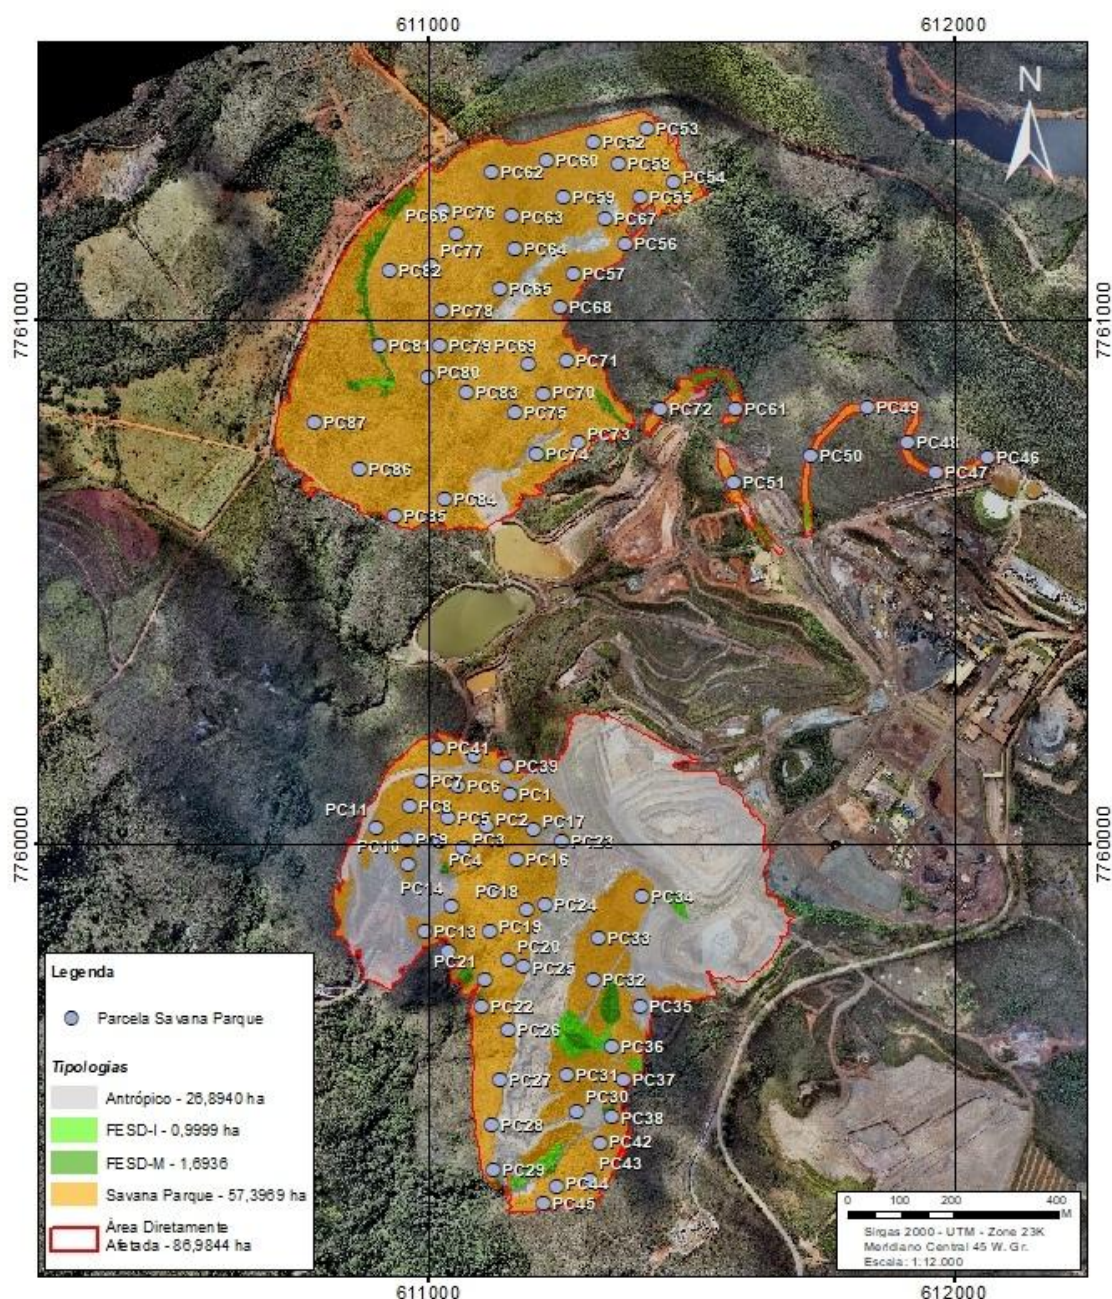 611000 612000
N
PC53
PC52
PC60
PC58
PC62
PC54
PC59
PC55
PC66
PC76
PC63
PC67
PC56
PC77
PC64
PC82
PC57
PC65
PC78
PC68
7761000
7761000
PC81
PC79
PC69
PC71
PC80
PC83
PC70
PC75
PC72
PC61
PC49
PC87
PC73
PC48
PC74
PC50
PC46
PC86
PC47
PC51
PC84
PC85
PC41
PC39
PC7
PC6
PC1
PC11
PC8
PC5
PC2
PC17
PC10
PC9
PC3
PC23
7760000
7760000
PC4
PC16
PC14
PC18
PC24
PC34
PC13
PC19
PC33
PC20
PC21
PC25
PC32
PC22
PC35
PC26
PC36
PC27
PC31
PC37
PC30
PC38
PC28
PC42
PC29
PC43
PC44
PC45
Legenda
Parcela Savana Parque
Tipologias
Antrópico - 26,8940 ha
FESD-I - 0,9999 ha
FESD-M - 1,6936
Savana Parque - 57,3969 ha
Área Diretamente
Afetada - 86,9844 ha
0 100 200 400
M
Sirgas 2000 - UTM - Zone 23K
Meridiano Central 45 W. Gr.
Escala: 1:12.000
611000 612000